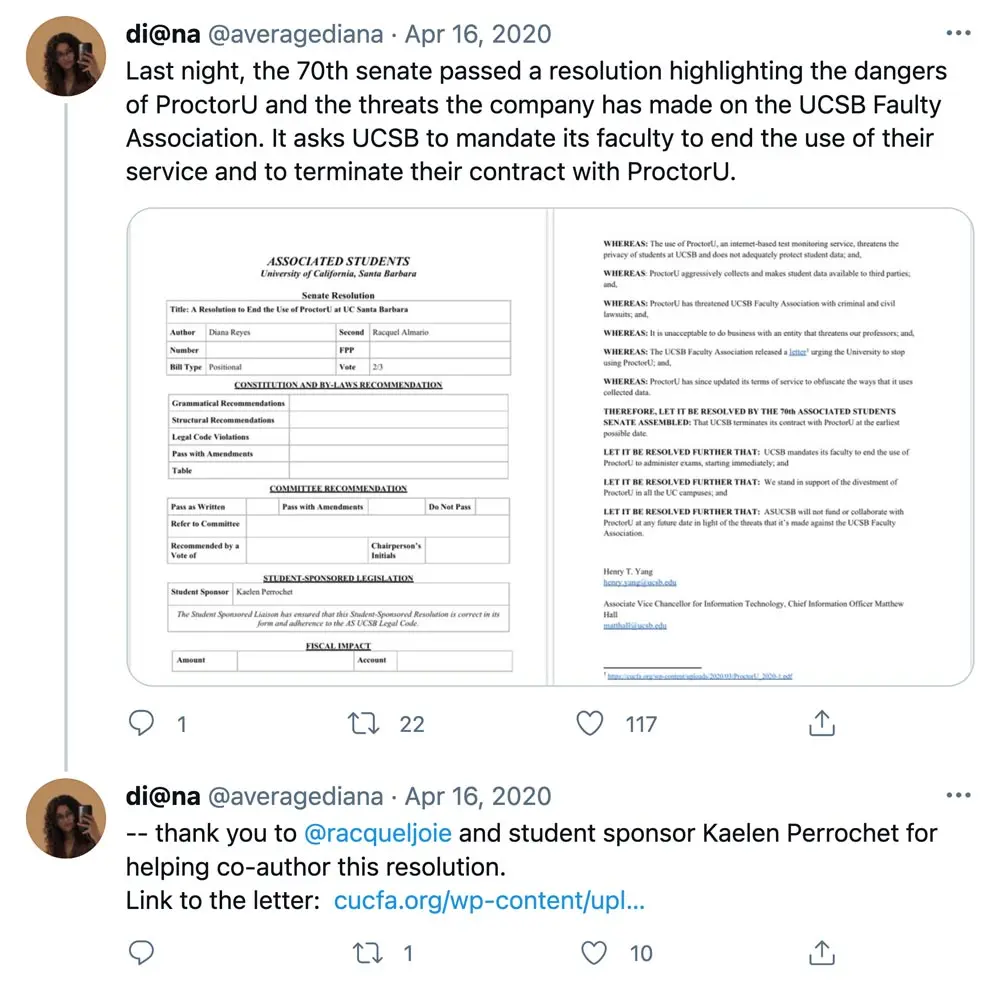 di@na @averagediana · Apr 16, 2020
Last night, the 70th senate passed a resolution highlighting the dangers
of ProctorU and the threats the company has made on the UCSB Faulty
Association. It asks UCSB to mandate its faculty to end the use of their
service and to terminate their contract with ProctorU.
ASSOCIATED STUDENTS
University of California, Santa Barbara
Senate Resolution
Title: A Resolution to End the Use of ProctorU at UC Santa Barbara
Author Diana Reyes Second Racquel Almario
Number FPP
Bill Type Positional Vote 2/3
CONSTITUTION AND BY-LAWS RECOMMENDATION
Grammatical Recommendations
Structural Recommendations
Legal Code Violations
Pass with Amendments
Table
COMMITTEE RECOMMENDATION
Pass as Written Pass with Amendments Do Not Pass
Refer to Committee
Recommended by a Chairperson's
Vote of Initials
STUDENT-SPONSORED LEGISLATION
Student Sponsor Kaelen Perrochet
The Student Sponsored Liaison has ensured that this Student-Sponsored Resolution is correct in its
form and adherence to the AS UCSB Legal Code.
FISCAL IMPACT
Amount Account
WHEREAS: The use of ProctorU, an internet-based test monitoring service, threatens the
privacy of students at UCSB and does not adequately protect student data; and,
WHEREAS: ProctorU aggressively collects and makes student data available to third parties;
and,
WHEREAS: ProctorU has threatened UCSB Faculty Association with criminal and civil
lawsuits; and,
WHEREAS: It is unacceptable to do business with an entity that threatens our professors; and,
WHEREAS: The UCSB Faculty Association released a letter¹ urging the University to stop
using ProctorU; and,
WHEREAS: ProctorU has since updated its terms of service to obfuscate the ways that it uses
collected data.
THEREFORE, LET IT BE RESOLVED BY THE 70th ASSOCIATED STUDENTS
SENATE ASSEMBLED: That UCSB terminates its contract with ProctorU at the earliest
possible date.
LET IT BE RESOLVED FURTHER THAT: UCSB mandates its faculty to end the use of
ProctorU to administer exams, starting immediately; and
LET IT BE RESOLVED FURTHER THAT: We stand in support of the divestment of
ProctorU in all the UC campuses; and
LET IT BE RESOLVED FURTHER THAT: ASUCSB will not fund or collaborate with
ProctorU at any future date in light of the threats that it's made against the UCSB Faculty
Association.
Henry T. Yang
henry.yang@ucsb.edu
Associate Vice Chancellor for Information Technology, Chief Information Officer Matthew
Hall
matthall@ucsb.edu
¹ https://cucfa.org/wp-content/uploads/2020/03/ProctorU_2020-1.pdf
1 22 117
di@na @averagediana · Apr 16, 2020
-- thank you to @racqueljoie and student sponsor Kaelen Perrochet for
helping co-author this resolution.
Link to the letter: cucfa.org/wp-content/upl...
1 10